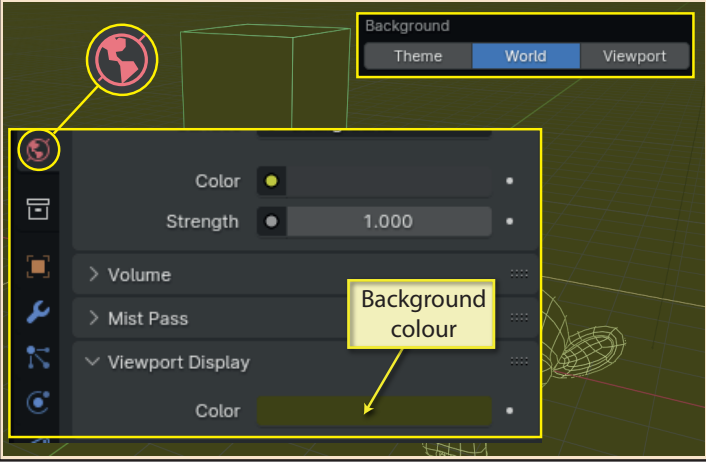 Background
Theme World Viewport
Color
Strength 1.000
Volume
Mist Pass
Background
colour
Viewport Display
Color